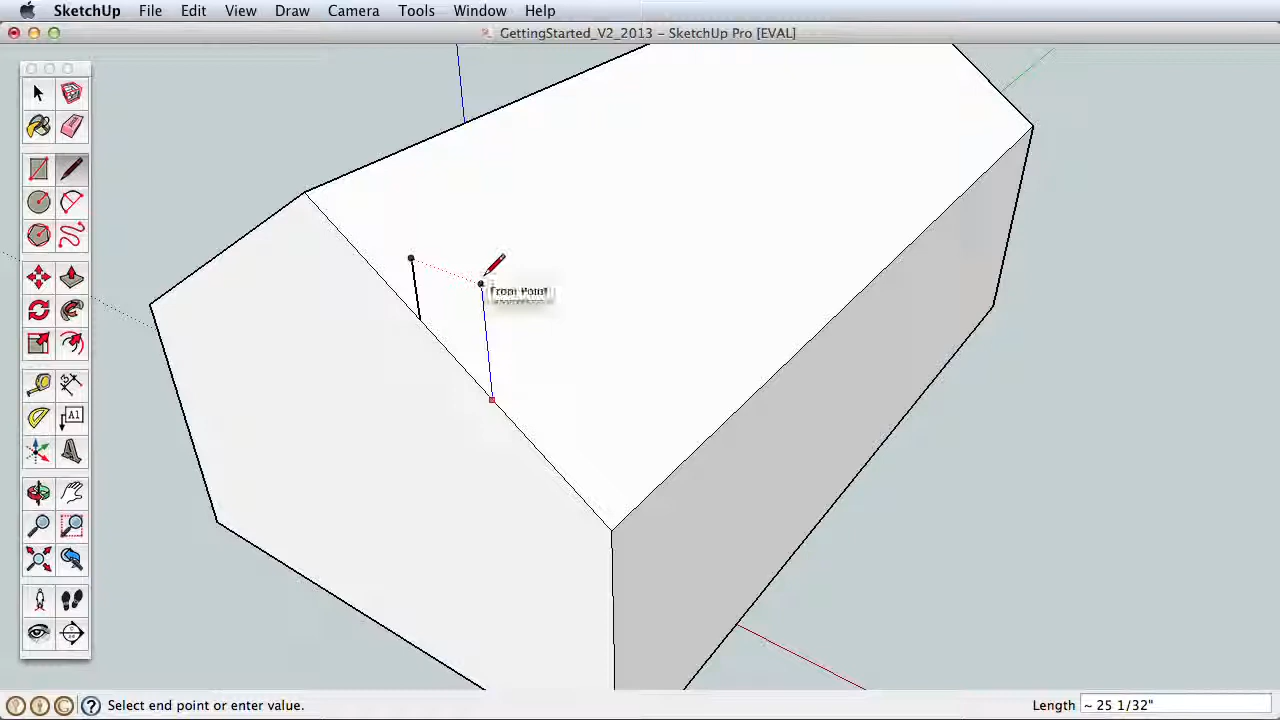 SketchUp File Edit View Draw Camera Tools Window Help
GettingStarted_V2_2013 – SketchUp Pro [EVAL]
From Point
A1
Select end point or enter value.
Length ~ 25 1/32"